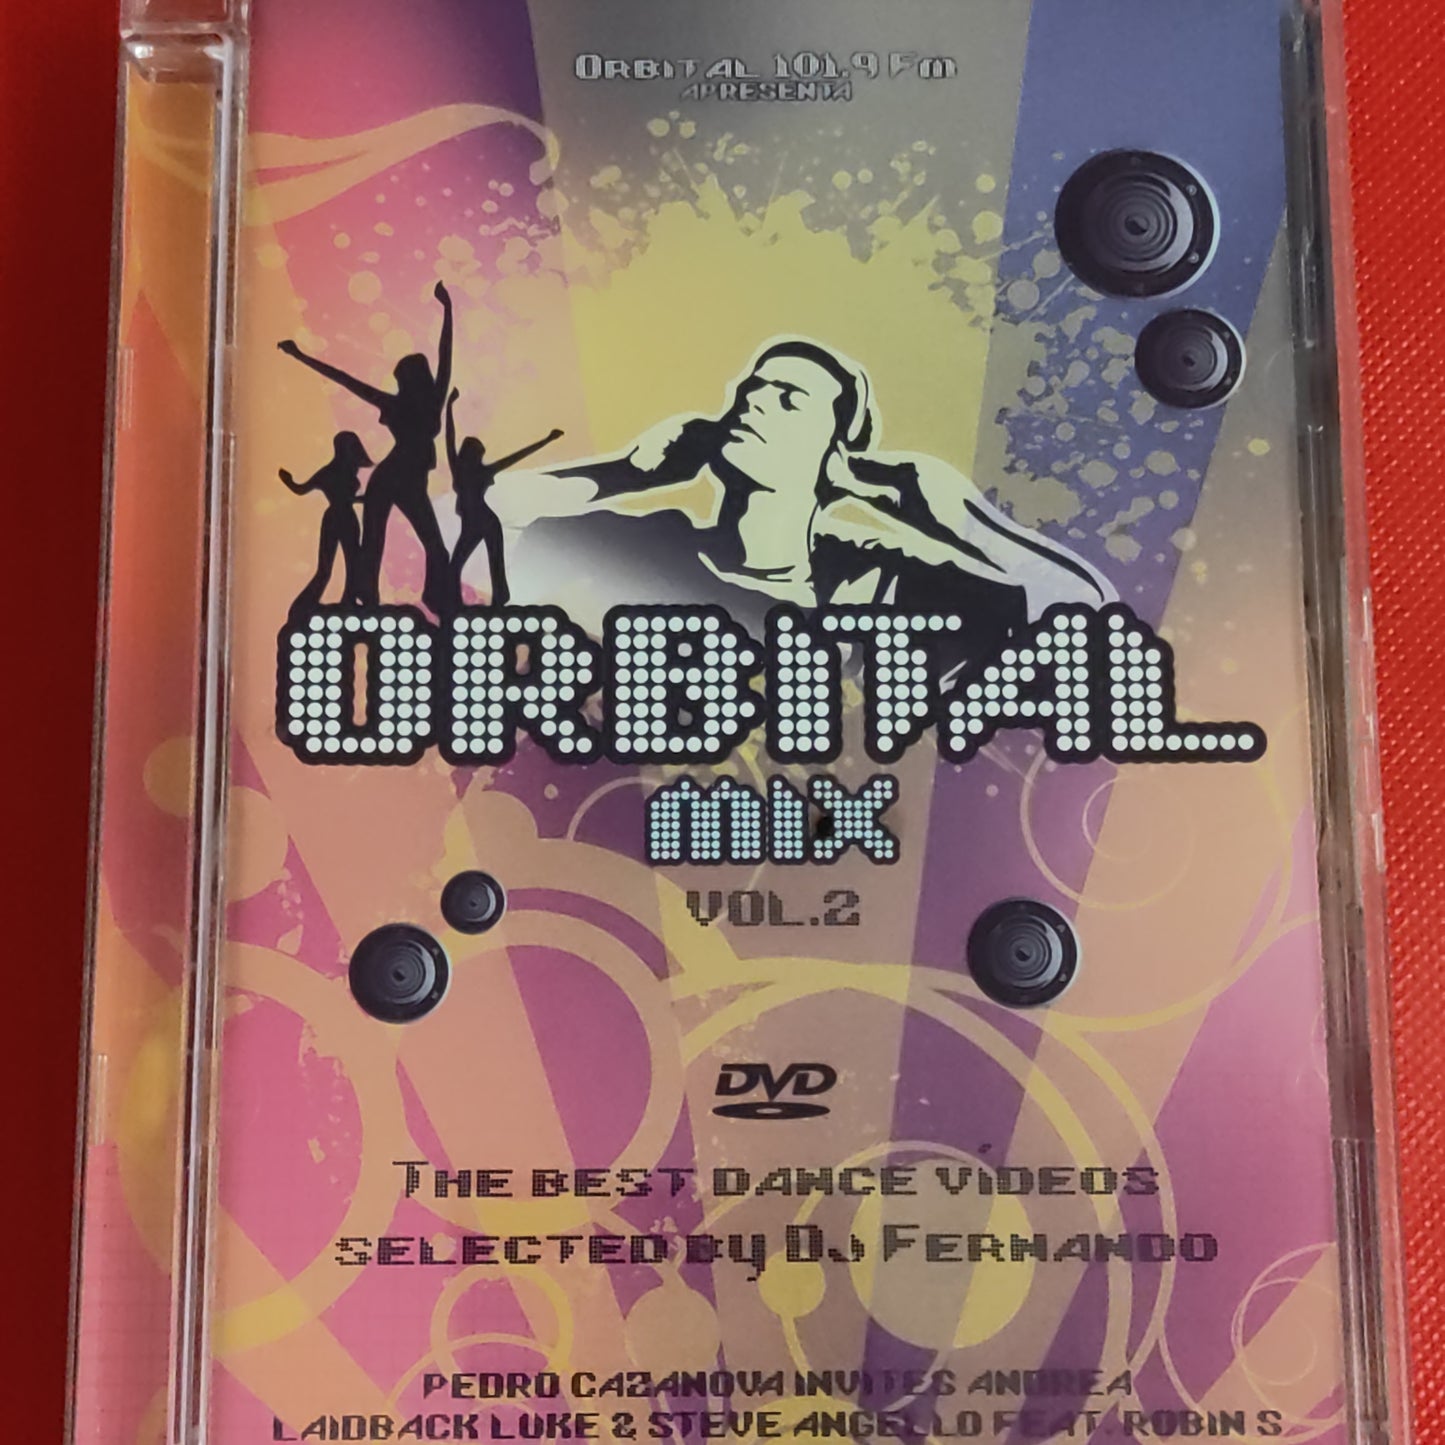 Orbital 101.9 Fm
apresenta
ORBITAL
MIX
VOL.2
DVD
The best dance videos
selected by Dj Fernando
Pedro Cazanova invites Andrea
Laidback Luke & Steve Angello feat. Robin S